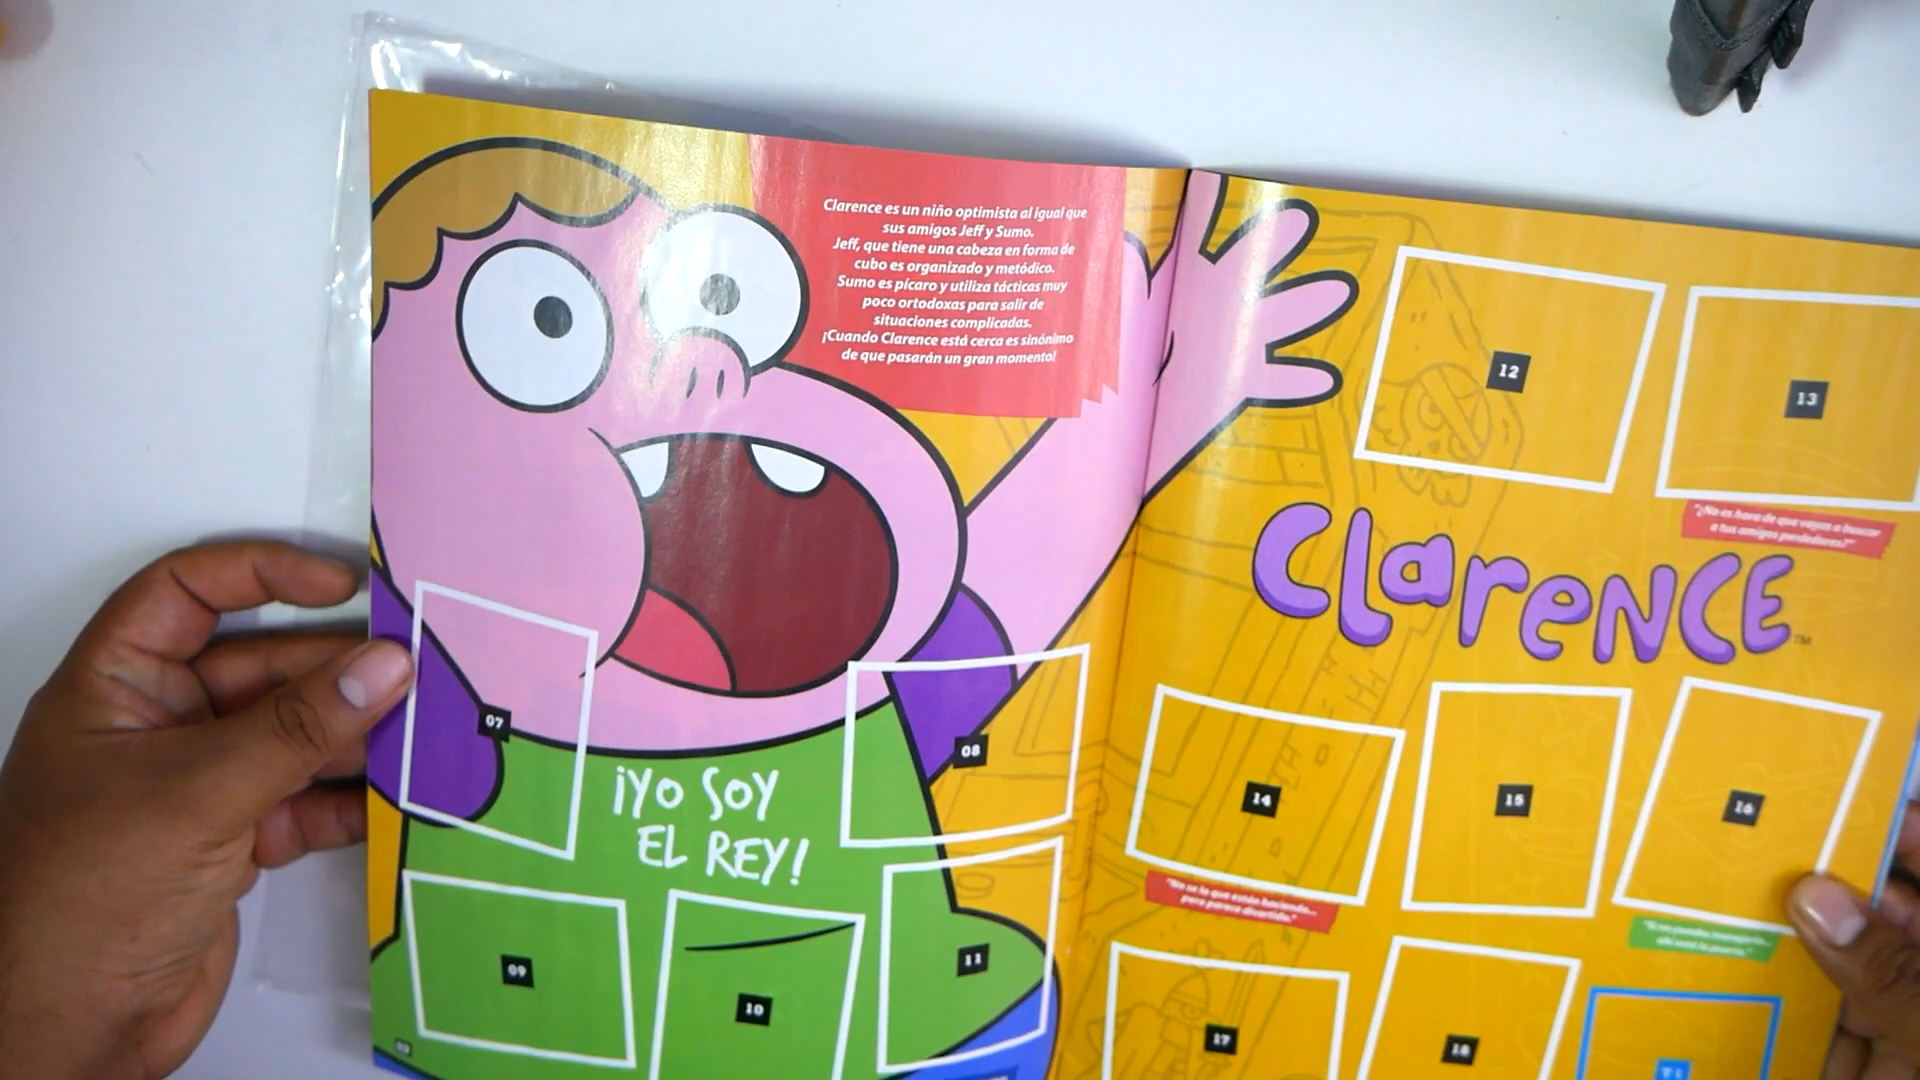 Clarence es un niño optimista al igual que
sus amigos Jeff y Sumo.
Jeff, que tiene una cabeza en forma de
cubo es organizado y metódico.
Sumo es pícaro y utiliza tácticas muy
poco ortodoxas para salir de
situaciones complicadas.
¡Cuando Clarence está cerca es sinónimo
de que pasarán un gran momento!
07
08
¡YO SOY
EL REY!
09
10
11
12
13
"¿No es hora de que vayas a buscar
a tus amigos perdedores?"
CLareNCE
TM
14
15
16
"No se lo que están haciendo...
pero parece divertido."
17
18
T1